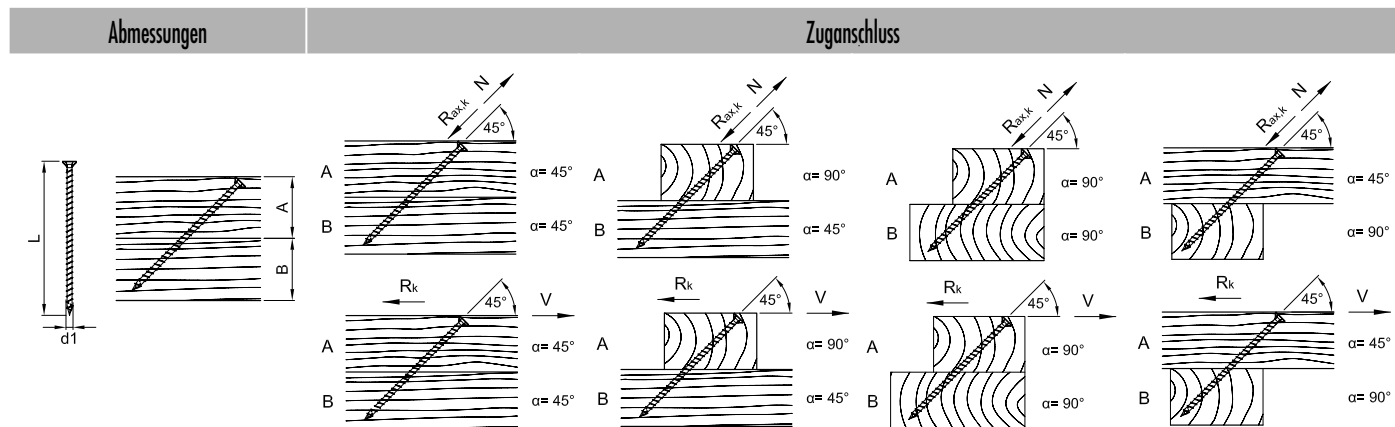 Abmessungen
Zuganschluss
L
d1
A
B
Rax,k
N
45°
A
α= 45°
B
α= 45°
Rax,k
N
45°
A
α= 90°
B
α= 45°
Rax,k
N
45°
A
α= 90°
B
α= 90°
Rax,k
N
45°
A
α= 45°
B
α= 90°
Rk
45°
V
A
α= 45°
B
α= 45°
Rk
45°
V
A
α= 90°
B
α= 45°
Rk
45°
V
A
α= 90°
B
α= 90°
Rk
45°
V
A
α= 45°
B
α= 90°